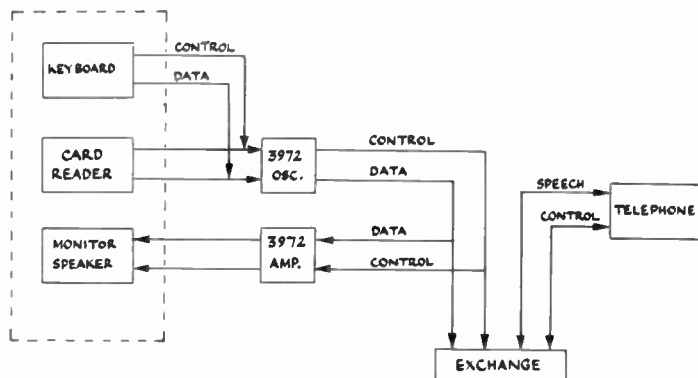 CONTROL
KEYBOARD
DATA
CARD
READER
3972
OSC.
CONTROL
DATA
SPEECH
CONTROL
TELEPHONE
MONITOR
SPEAKER
3972
AMP.
DATA
CONTROL
EXCHANGE